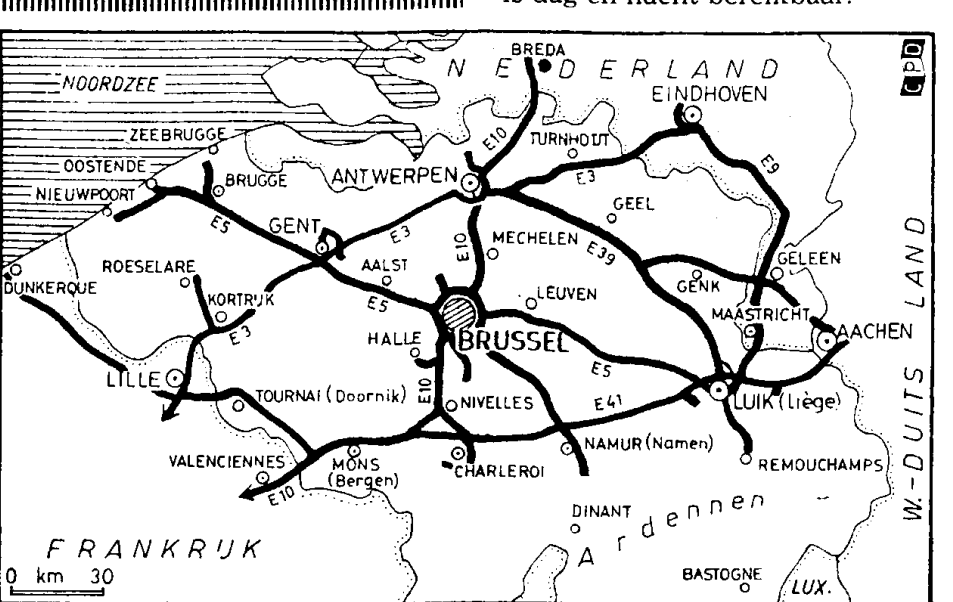 is dag en nacht bereikbaar.
BREDA
CPD
NEDERLAND
NOORDZEE
EINDHOVEN
ZEEBRUGGE
E10
TURNHOUT
OOSTENDE
ANTWERPEN
E3
E9
NIEUWPOORT
BRUGGE
GEEL
E5
GENT
E3
E10
MECHELEN
E39
W.-DUITSLAND
ROESELARE
AALST
GELEEN
DUNKERQUE
GENK
KORTRIJK
E5
LEUVEN
MAASTRICHT
E3
HALLE
BRUSSEL
AACHEN
LILLE
E5
E10
TOURNAI (Doornik)
NIVELLES
E41
LUIK (Liège)
NAMUR (Namen)
VALENCIENNES
MONS
(Bergen)
CHARLEROI
REMOUCHAMPS
E10
DINANT
Ardennen
FRANKRIJK
0 km 30
BASTOGNE
LUX.